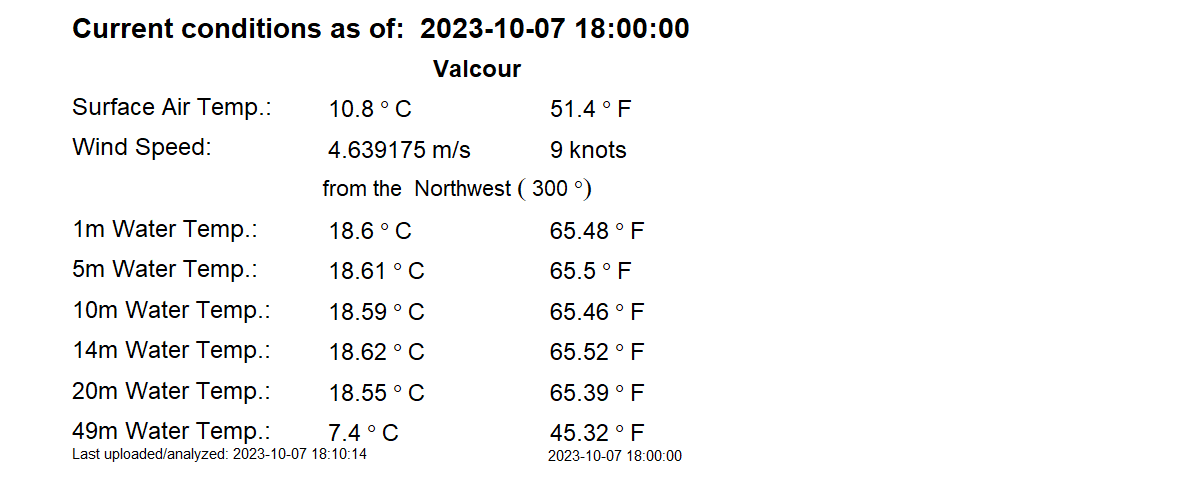 Current conditions as of:  2023-10-07 18:00:00
Valcour
Surface Air Temp.: 10.8 ° C 51.4 ° F
Wind Speed: 4.639175 m/s 9 knots
from the  Northwest ( 300 °)
1m Water Temp.: 18.6 ° C 65.48 ° F
5m Water Temp.: 18.61 ° C 65.5 ° F
10m Water Temp.: 18.59 ° C 65.46 ° F
14m Water Temp.: 18.62 ° C 65.52 ° F
20m Water Temp.: 18.55 ° C 65.39 ° F
49m Water Temp.: 7.4 ° C 45.32 ° F
Last uploaded/analyzed: 2023-10-07 18:10:14 2023-10-07 18:00:00